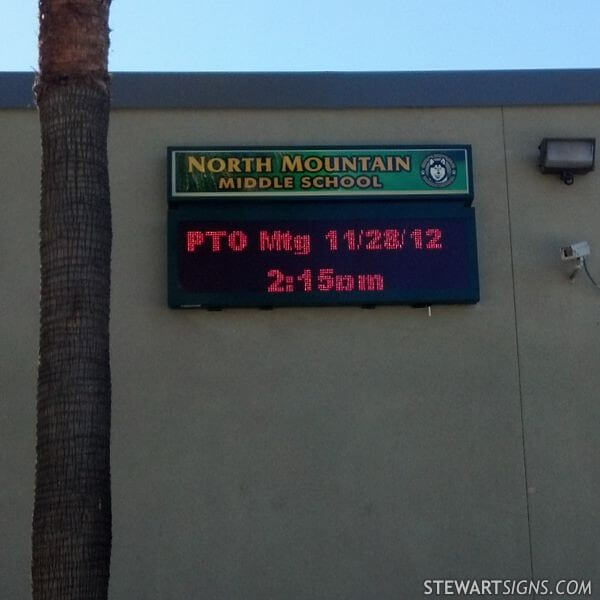 NORTH MOUNTAIN
MIDDLE SCHOOL
PTO Mtg 11/28/12
2:15pm
STEWARTSIGNS.COM